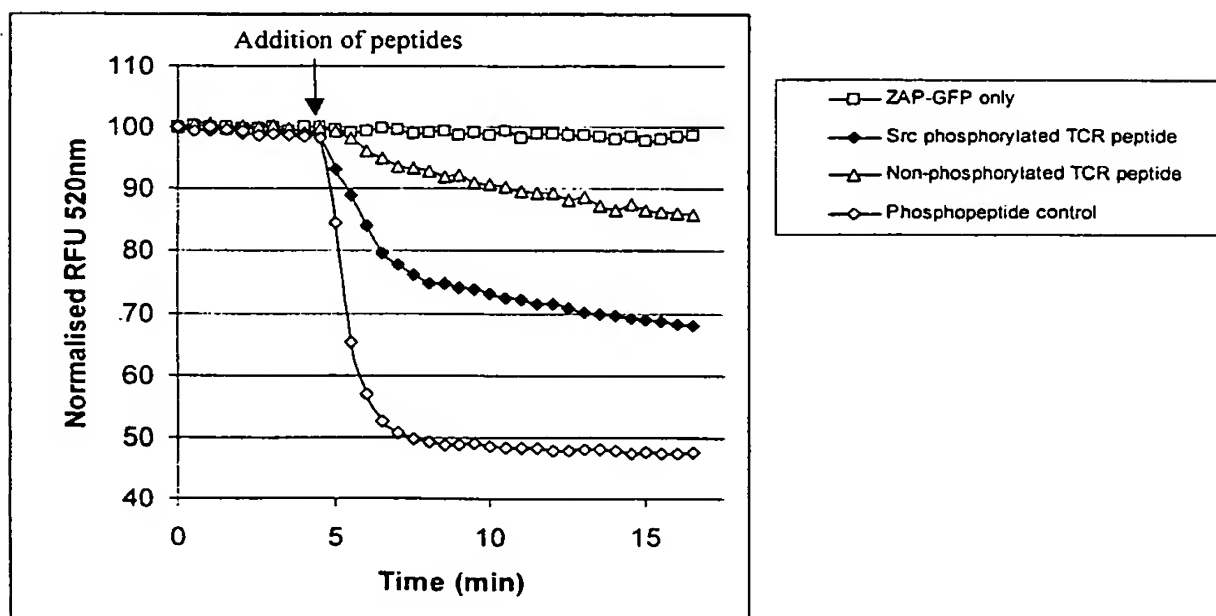 Addition of peptides
110
100
90
80
70
60
50
40
0
5
10
15
Normalised RFU 520nm
Time (min)
ZAP-GFP only
Src phosphorylated TCR peptide
Non-phosphorylated TCR peptide
Phosphopeptide control